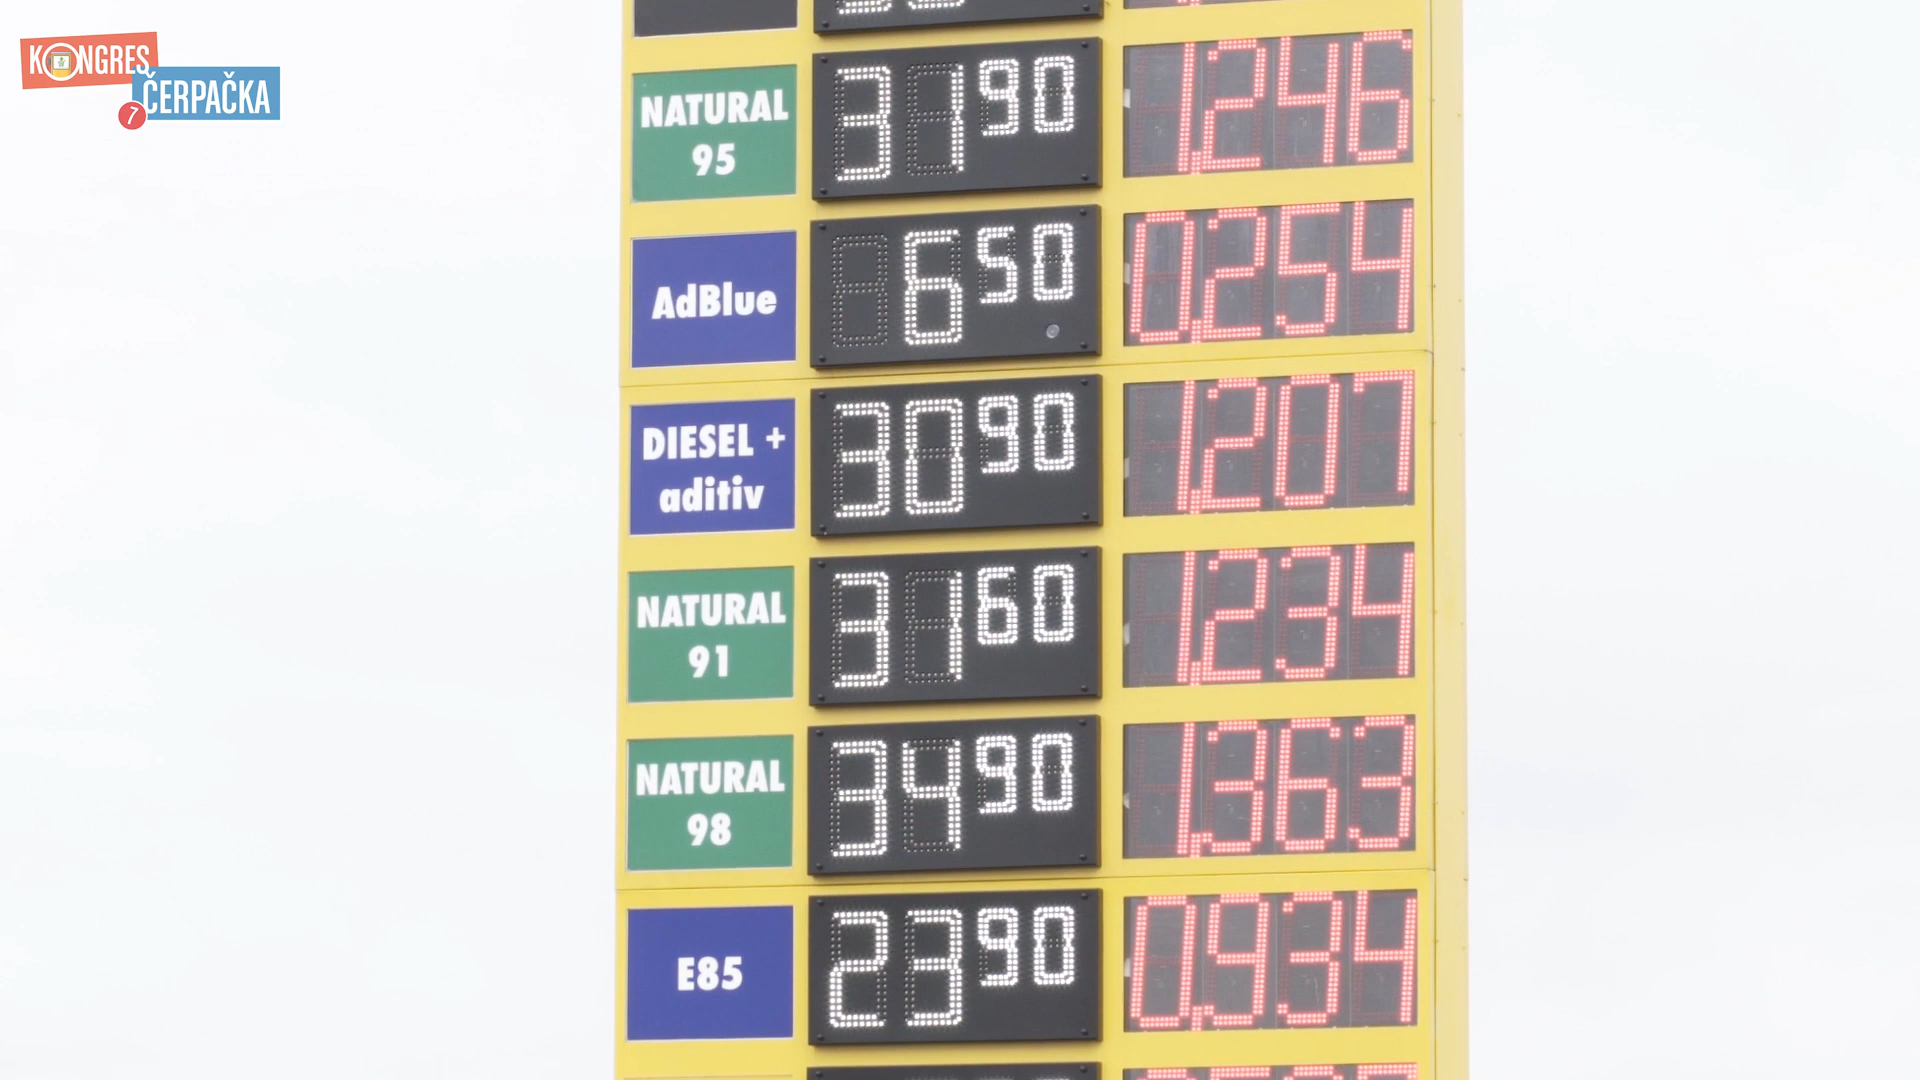 KONGRES
ČERPAČKA
7
NATURAL 31 90 1,246
95
AdBlue 6 50 0,254
DIESEL + 30 90 1,207
aditiv
NATURAL 31 60 1,234
91
NATURAL 34 90 1,363
98
E85 23 90 0,934